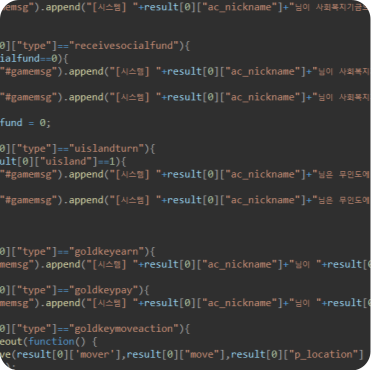 emsg").append("[시스템] "+result[0]["ac_nickname"]+"님이 사회복지기금
0]["type"]=="receivesocialfund"){
ialfund==0){
"#gamemsg").append("[시스템] "+result[0]["ac_nickname"]+"님이 사회복지
"#gamemsg").append("[시스템] "+result[0]["ac_nickname"]+"님이 사회복지
fund = 0;
0]["type"]=="uislandturn"){
ult[0]["uisland"]==1){
"#gamemsg").append("[시스템] "+result[0]["ac_nickname"]+"님은 무인도에
"#gamemsg").append("[시스템] "+result[0]["ac_nickname"]+"님은 무인도에
0]["type"]=="goldkeyearn"){
memsg").append("[시스템] "+result[0]["ac_nickname"]+"님이 "+result[
0]["type"]=="goldkeypay"){
memsg").append("[시스템] "+result[0]["ac_nickname"]+"님이 "+result[
0]["type"]=="goldkeymoveaction"){
eout(function() {
ve(result[0]['mover'],result[0]["move"],result[0]["p_location"]